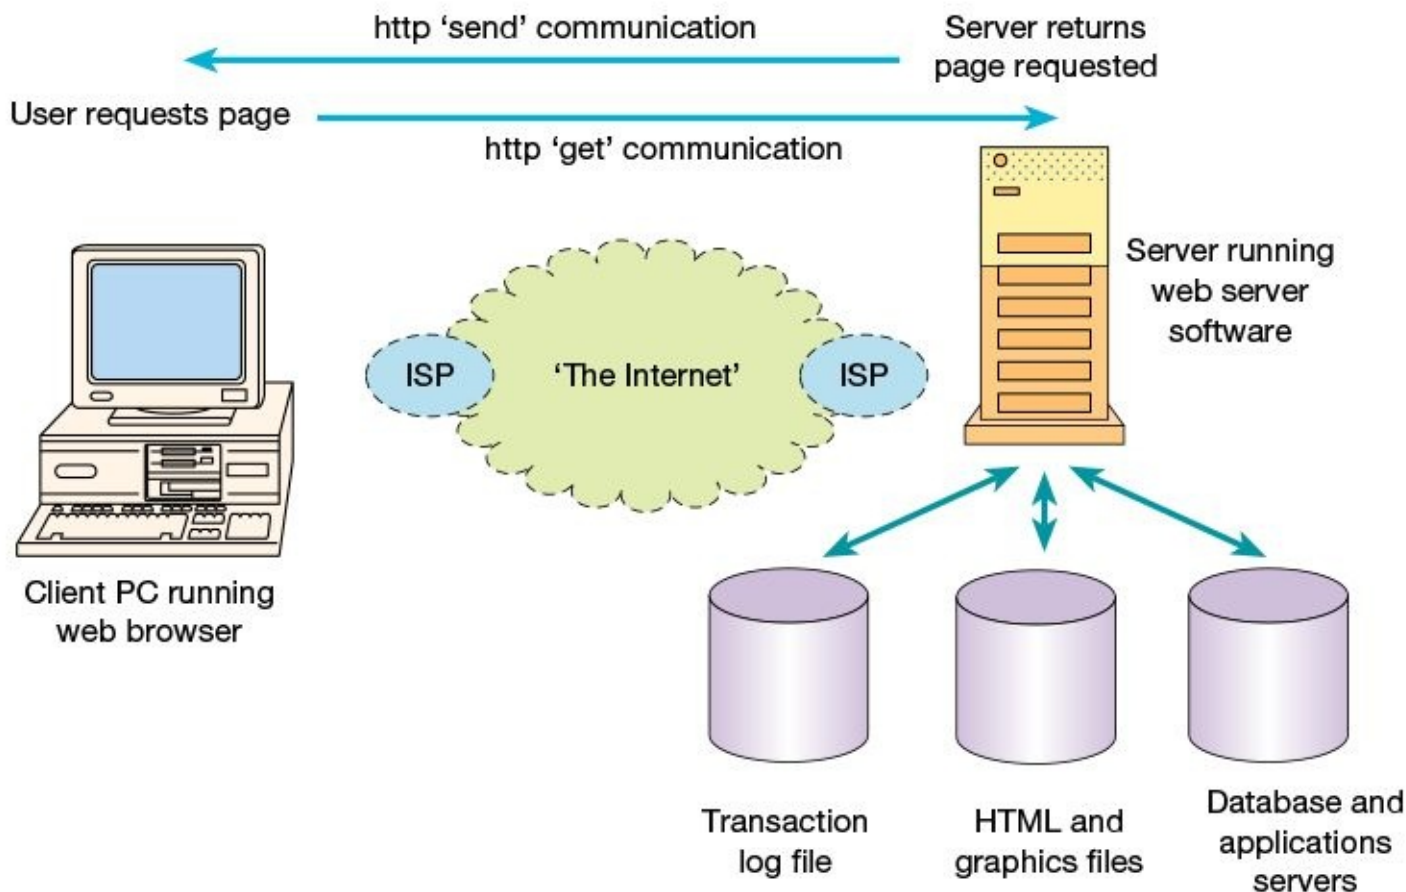 http ‘send’ communication
Server returns
page requested
User requests page
http ‘get’ communication
Server running
web server
software
ISP
‘The Internet’
ISP
Client PC running
web browser
Transaction
log file
HTML and
graphics files
Database and
applications
servers